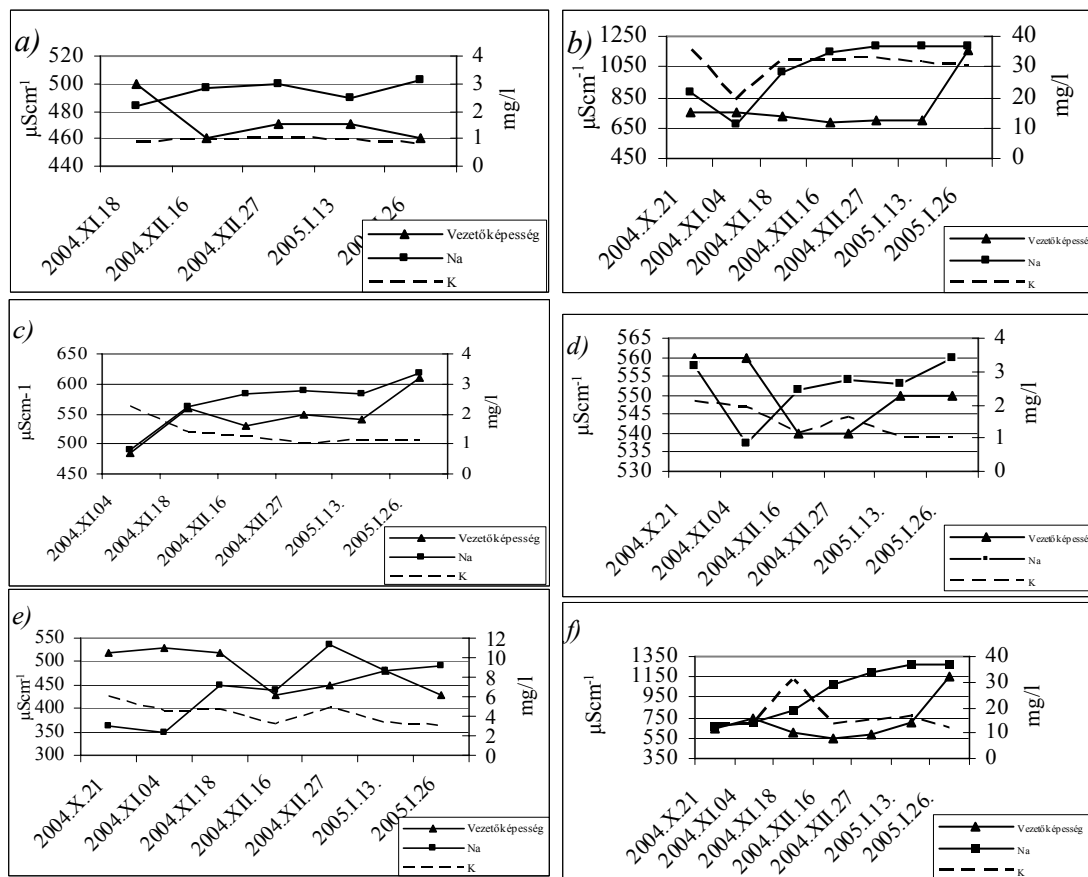 a)
520
500
480
460
440
µScm⁻¹
4
3
2
1
0
mg/l
2004.XI.18
2004.XII.16
2004.XII.27
2005.I.13
.I.26
Vezetőképesség
Na
K
b)
1250
1050
850
650
450
µScm⁻¹
40
30
20
10
0
mg/l
2004.X.21
2004.XI.04
2004.XI.18
2004.XII.16
2004.XII.27
2005.I.13.
2005.I.26
Vezetőképesség
Na
K
c)
650
600
550
500
450
µScm-1
4
3
2
1
0
mg/l
2004.XI.04
2004.XI.18
2004.XII.16
2004.XII.27
2005.I.13.
2005.I.26.
Vezetőképesség
Na
K
d)
565
560
555
550
545
540
535
530
µScm⁻¹
4
3
2
1
0
mg/l
2004.X.21
2004.XI.04
2004.XII.16
2004.XII.27
2005.I.13.
2005.I.26.
Vezetőképesség
Na
K
e)
550
500
450
400
350
300
µScm⁻¹
12
10
8
6
4
2
0
mg/l
2004.X.21
2004.XI.04
2004.XI.18
2004.XII.16
2004.XII.27
2005.I.13.
2005.I.26
Vezetőképesség
Na
K
f)
1350
1150
950
750
550
350
µScm⁻¹
40
30
20
10
0
mg/l
2004.X.21
2004.XI.04
2004.XI.18
2004.XII.16
2004.XII.27
2005.I.13.
2005.I.26.
Vezetőképesség
Na
K